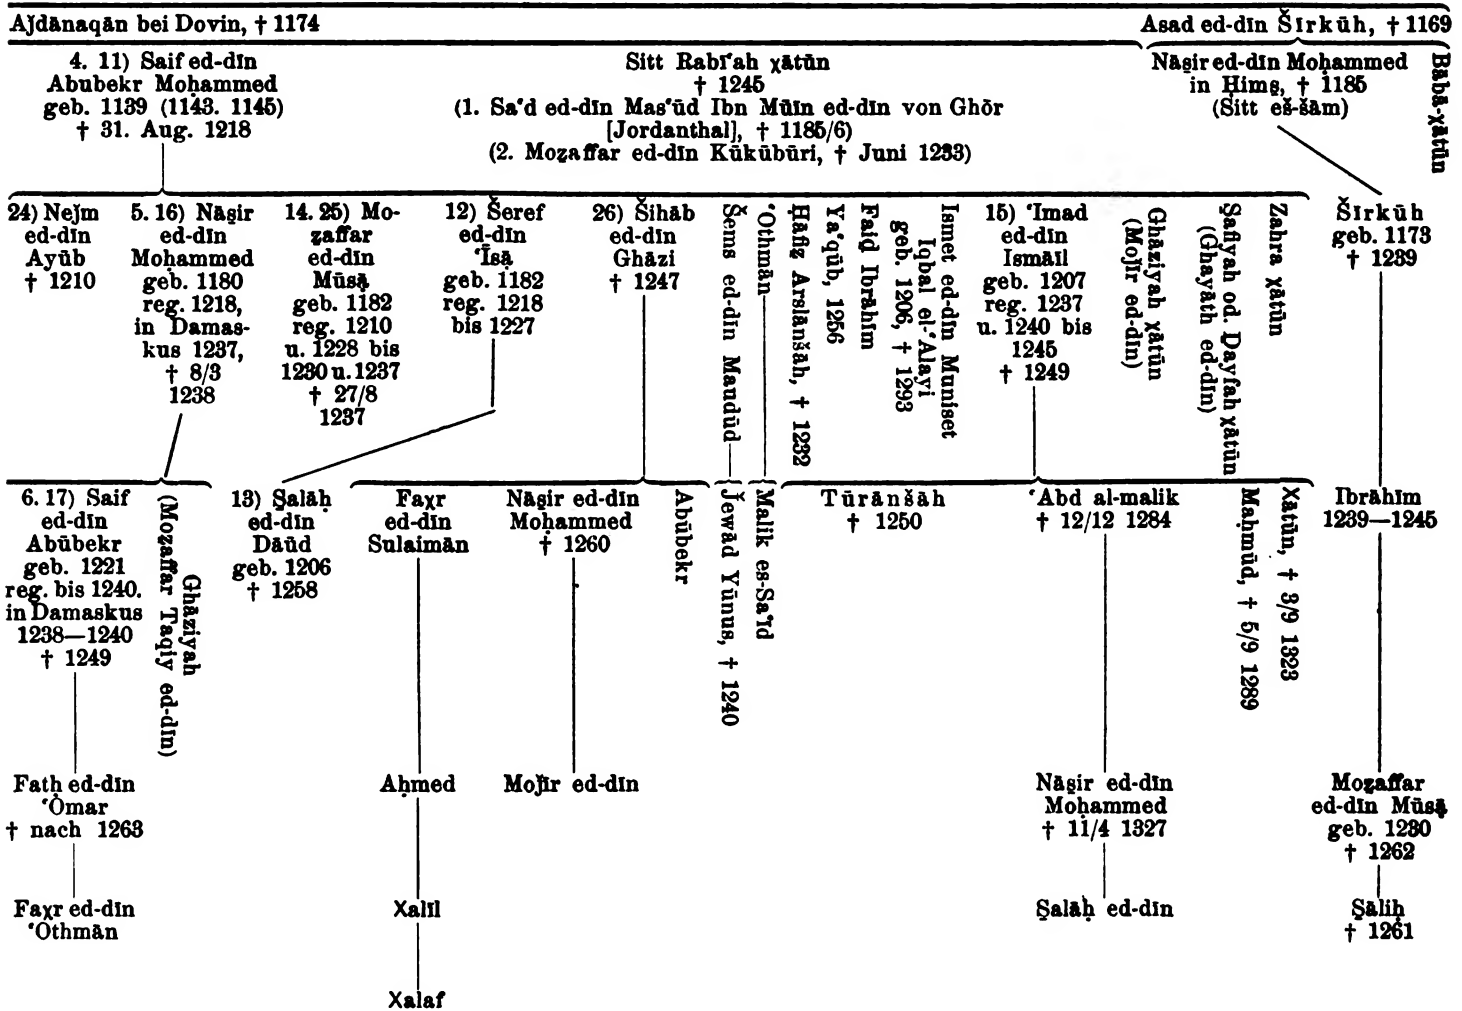 Aǰdānaqān bei Dovin, † 1174
Asad ed-dīn Šīrkūh, † 1169
4. 11) Saif ed-dīn
Abūbekr Moḥammed
geb. 1139 (1143. 1145)
† 31. Aug. 1218
Sitt Rabīʿah χātūn
† 1245
(1. Saʿd ed-dīn Masʿūd Ibn Mūīn ed-dīn von Ghōr
[Jordanthal], † 1185/6)
(2. Moẓaffar ed-dīn Kūkūbūri, † Juni 1233)
Nāṣir ed-dīn Moḥammed
in Ḥimṣ, † 1185
(Sitt eš-šām)
Bābā-χātūn
24) Neǰm
ed-dīn
Ayūb
† 1210
5. 16) Nāṣir
ed-dīn
Moḥammed
geb. 1180
reg. 1218,
in Damas-
kus 1237,
† 8/3
1238
14. 25) Mo-
ẓaffar
ed-dīn
Mūsạ
geb. 1182
reg. 1210
u. 1228 bis
1230 u. 1237
† 27/8
1237
12) Šeref
ed-dīn
ʿĪsạ
geb. 1182
reg. 1218
bis 1227
26) Šihāb
ed-dīn
Ghāzi
† 1247
Šems ed-dīn Maudūd
ʿOthmān
Ḥāfiẓ Arslānšāh, † 1232
Yaʿqūb, 1256
Faiḍ Ibrāhīm
Iqbal el-ʿAlayi
geb. 1206, † 1293
Ismet ed-dīn Muniset
15) ʿImad
ed-dīn
Ismāīl
geb. 1207
reg. 1237
u. 1240 bis
1245
† 1249
Ghāziyah χātūn
(Moǰīr ed-dīn)
Ṣafiyah od. Ḍayfah χātūn
(Ghayāth ed-dīn)
Zahra χātūn
Šīrkūh
geb. 1173
† 1239
6. 17) Saif
ed-dīn
Abūbekr
geb. 1221
reg. bis 1240.
in Damaskus
1238—1240
† 1249
Ghāziyah
(Moẓaffar Taqiy ed-dīn)
13) Ṣalāḥ
ed-dīn
Dāūd
geb. 1206
† 1258
Faχr
ed-dīn
Sulaimān
Nāṣir ed-dīn
Moḥammed
† 1260
Abūbekr
J̌ewād Yūnus, † 1240
Malik es-Saʿīd
Tūrānšāh
† 1250
ʿAbd al-malik
† 12/12 1284
Maḥmūd, † 5/9 1289
Xātūn, † 3/9 1323
Ibrāhīm
1239—1245
Fatḥ ed-dīn
ʿOmar
† nach 1263
Aḥmed
Moǰīr ed-dīn
Nāṣir ed-dīn
Moḥammed
† 11/4 1327
Moẓaffar
ed-dīn Mūsạ
geb. 1230
† 1262
Faχr ed-dīn
ʿOthmān
Xalīl
Ṣalāḥ ed-dīn
Ṣāliḥ
† 1261
Xalaf